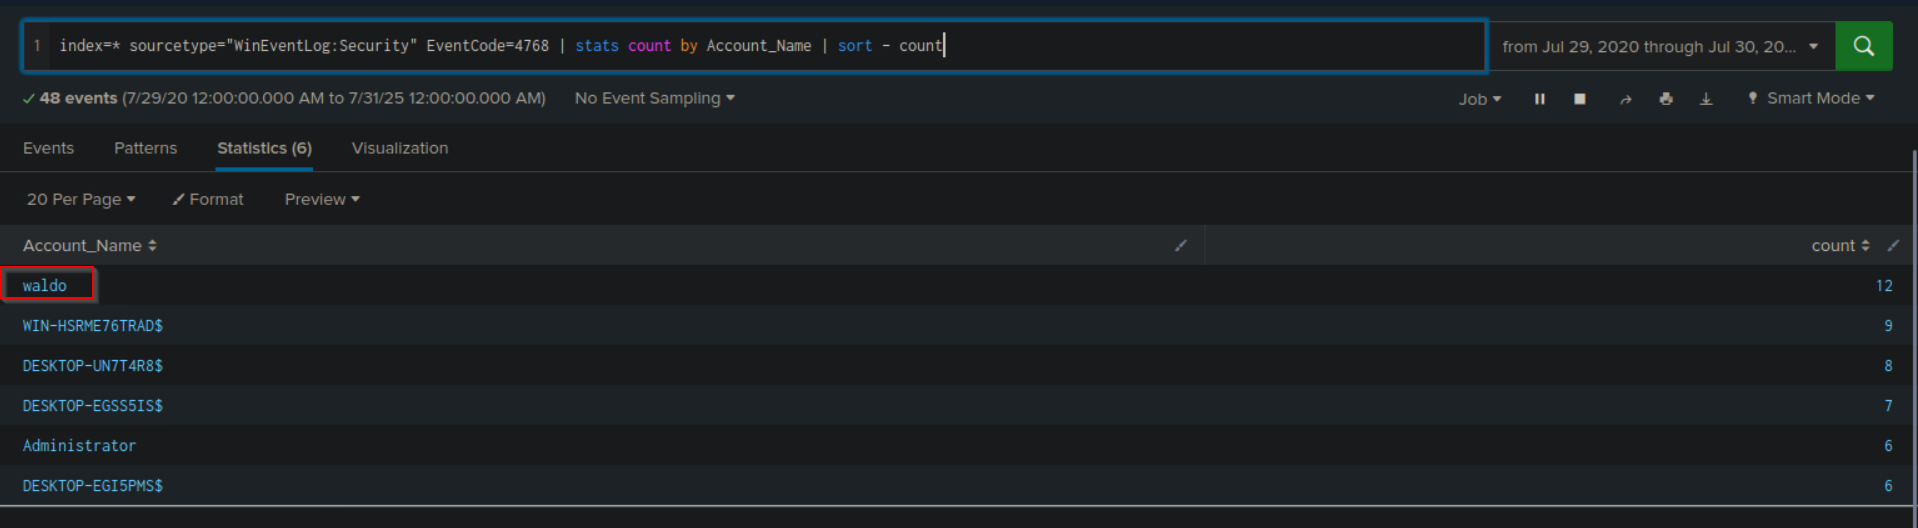 1 index=* sourcetype="WinEventLog:Security" EventCode=4768 | stats count by Account_Name | sort - count
from Jul 29, 2020 through Jul 30, 20...
48 events (7/29/20 12:00:00.000 AM to 7/31/25 12:00:00.000 AM) No Event Sampling
Job Smart Mode
Events Patterns Statistics (6) Visualization
20 Per Page Format Preview
Account_Name count
waldo 12
WIN-HSRME76TRAD$ 9
DESKTOP-UN7T4R8$ 8
DESKTOP-EGSS5IS$ 7
Administrator 6
DESKTOP-EGI5PMS$ 6